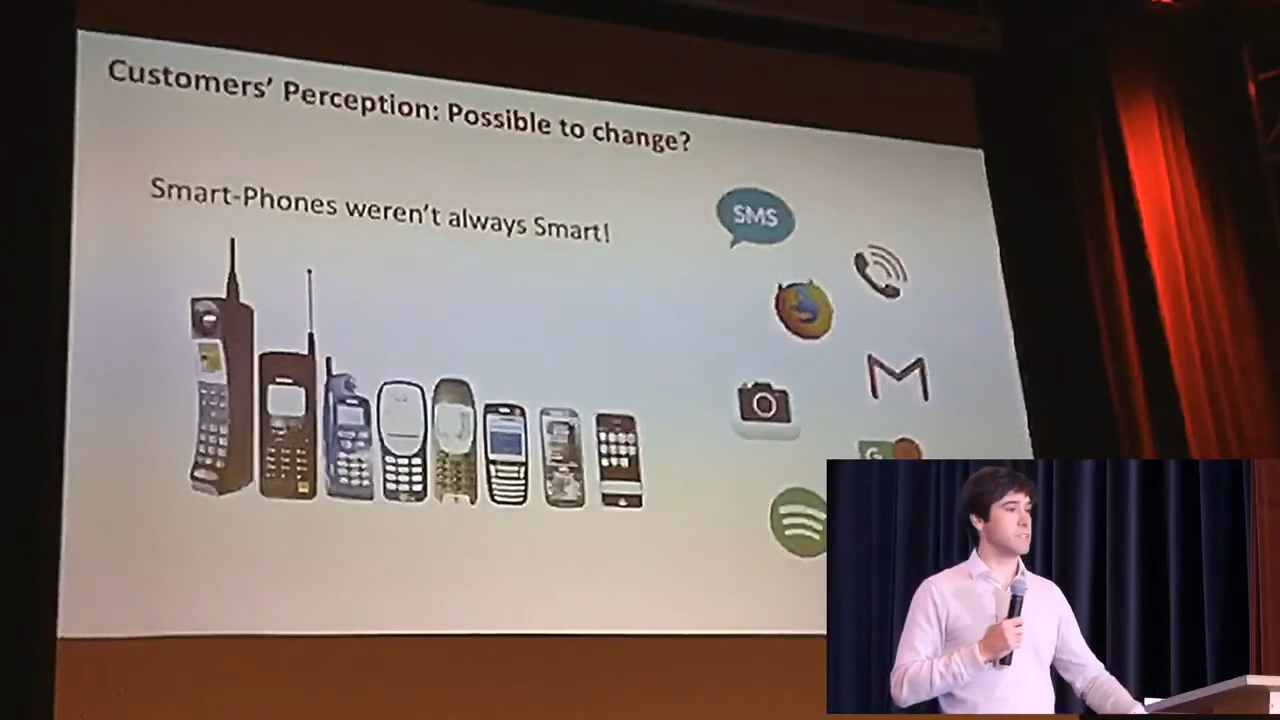 Customers' Perception: Possible to change?
Smart-Phones weren't always Smart!
SMS
G